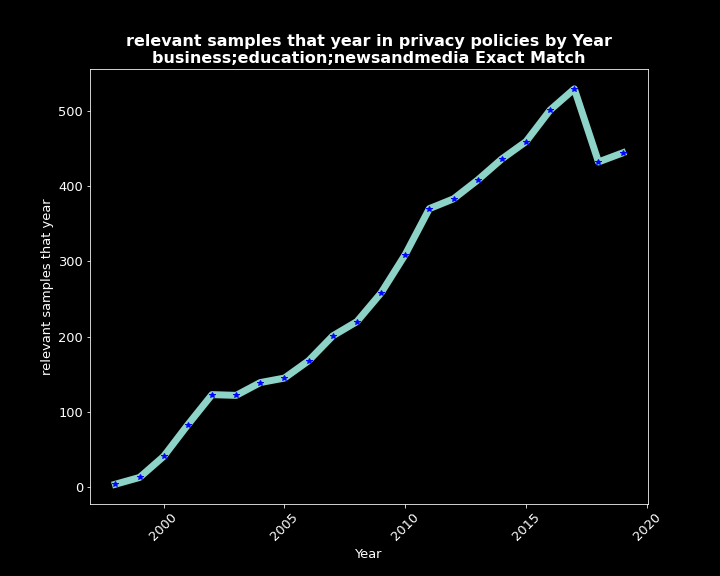 relevant samples that year in privacy policies by Year
business;education;newsandmedia Exact Match
500
400
300
200
100
0
relevant samples that year
2000
2005
2010
2015
2020
Year